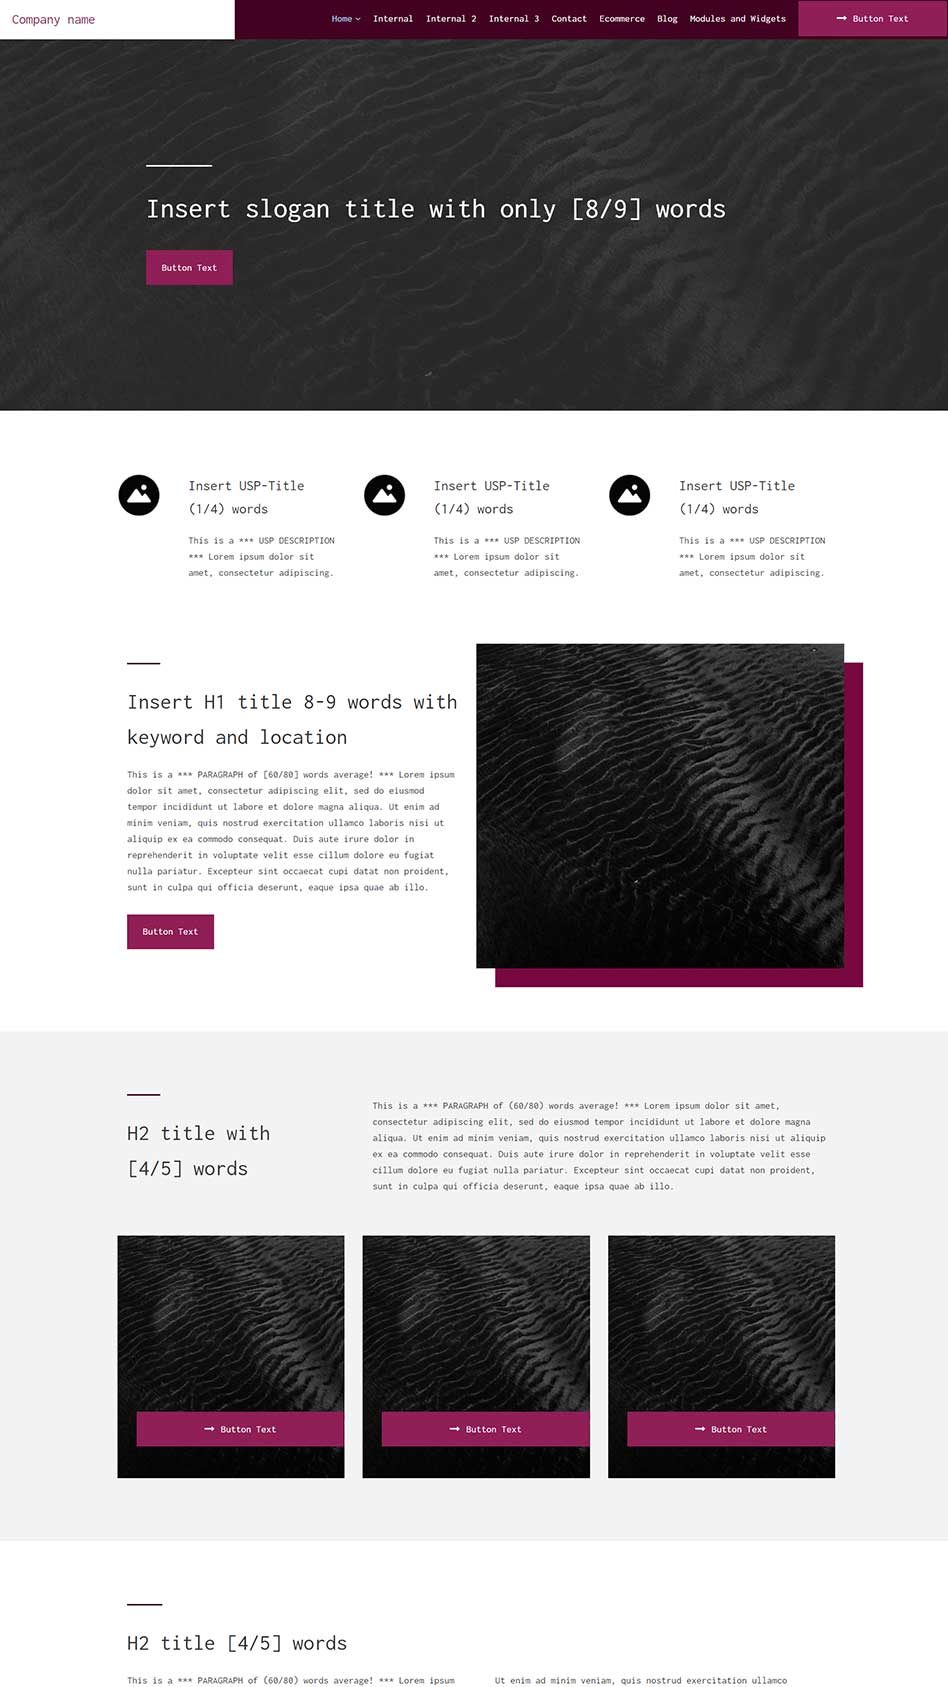 Company name
Home Internal Internal 2 Internal 3 Contact Ecommerce Blog Modules and Widgets Button Text
Insert slogan title with only [8/9] words
Button Text
Insert USP-Title
(1/4) words
This is a *** USP DESCRIPTION
*** Lorem ipsum dolor sit
amet, consectetur adipiscing.
Insert USP-Title
(1/4) words
This is a *** USP DESCRIPTION
*** Lorem ipsum dolor sit
amet, consectetur adipiscing.
Insert USP-Title
(1/4) words
This is a *** USP DESCRIPTION
*** Lorem ipsum dolor sit
amet, consectetur adipiscing.
Insert H1 title 8-9 words with
keyword and location
This is a *** PARAGRAPH of [60/80] words average! *** Lorem ipsum
dolor sit amet, consectetur adipiscing elit, sed do eiusmod
tempor incididunt ut labore et dolore magna aliqua. Ut enim ad
minim veniam, quis nostrud exercitation ullamco laboris nisi ut
aliquip ex ea commodo consequat. Duis aute irure dolor in
reprehenderit in voluptate velit esse cillum dolore eu fugiat
nulla pariatur. Excepteur sint occaecat cupi datat non proident,
sunt in culpa qui officia deserunt, eaque ipsa quae ab illo.
Button Text
H2 title with
[4/5] words
This is a *** PARAGRAPH of (60/80) words average! *** Lorem ipsum dolor sit amet,
consectetur adipiscing elit, sed do eiusmod tempor incididunt ut labore et dolore magna
aliqua. Ut enim ad minim veniam, quis nostrud exercitation ullamco laboris nisi ut aliquip
ex ea commodo consequat. Duis aute irure dolor in reprehenderit in voluptate velit esse
cillum dolore eu fugiat nulla pariatur. Excepteur sint occaecat cupi datat non proident,
sunt in culpa qui officia deserunt, eaque ipsa quae ab illo.
Button Text
Button Text
Button Text
H2 title [4/5] words
This is a *** PARAGRAPH of (60/80) words average! *** Lorem ipsum
Ut enim ad minim veniam, quis nostrud exercitation ullamco